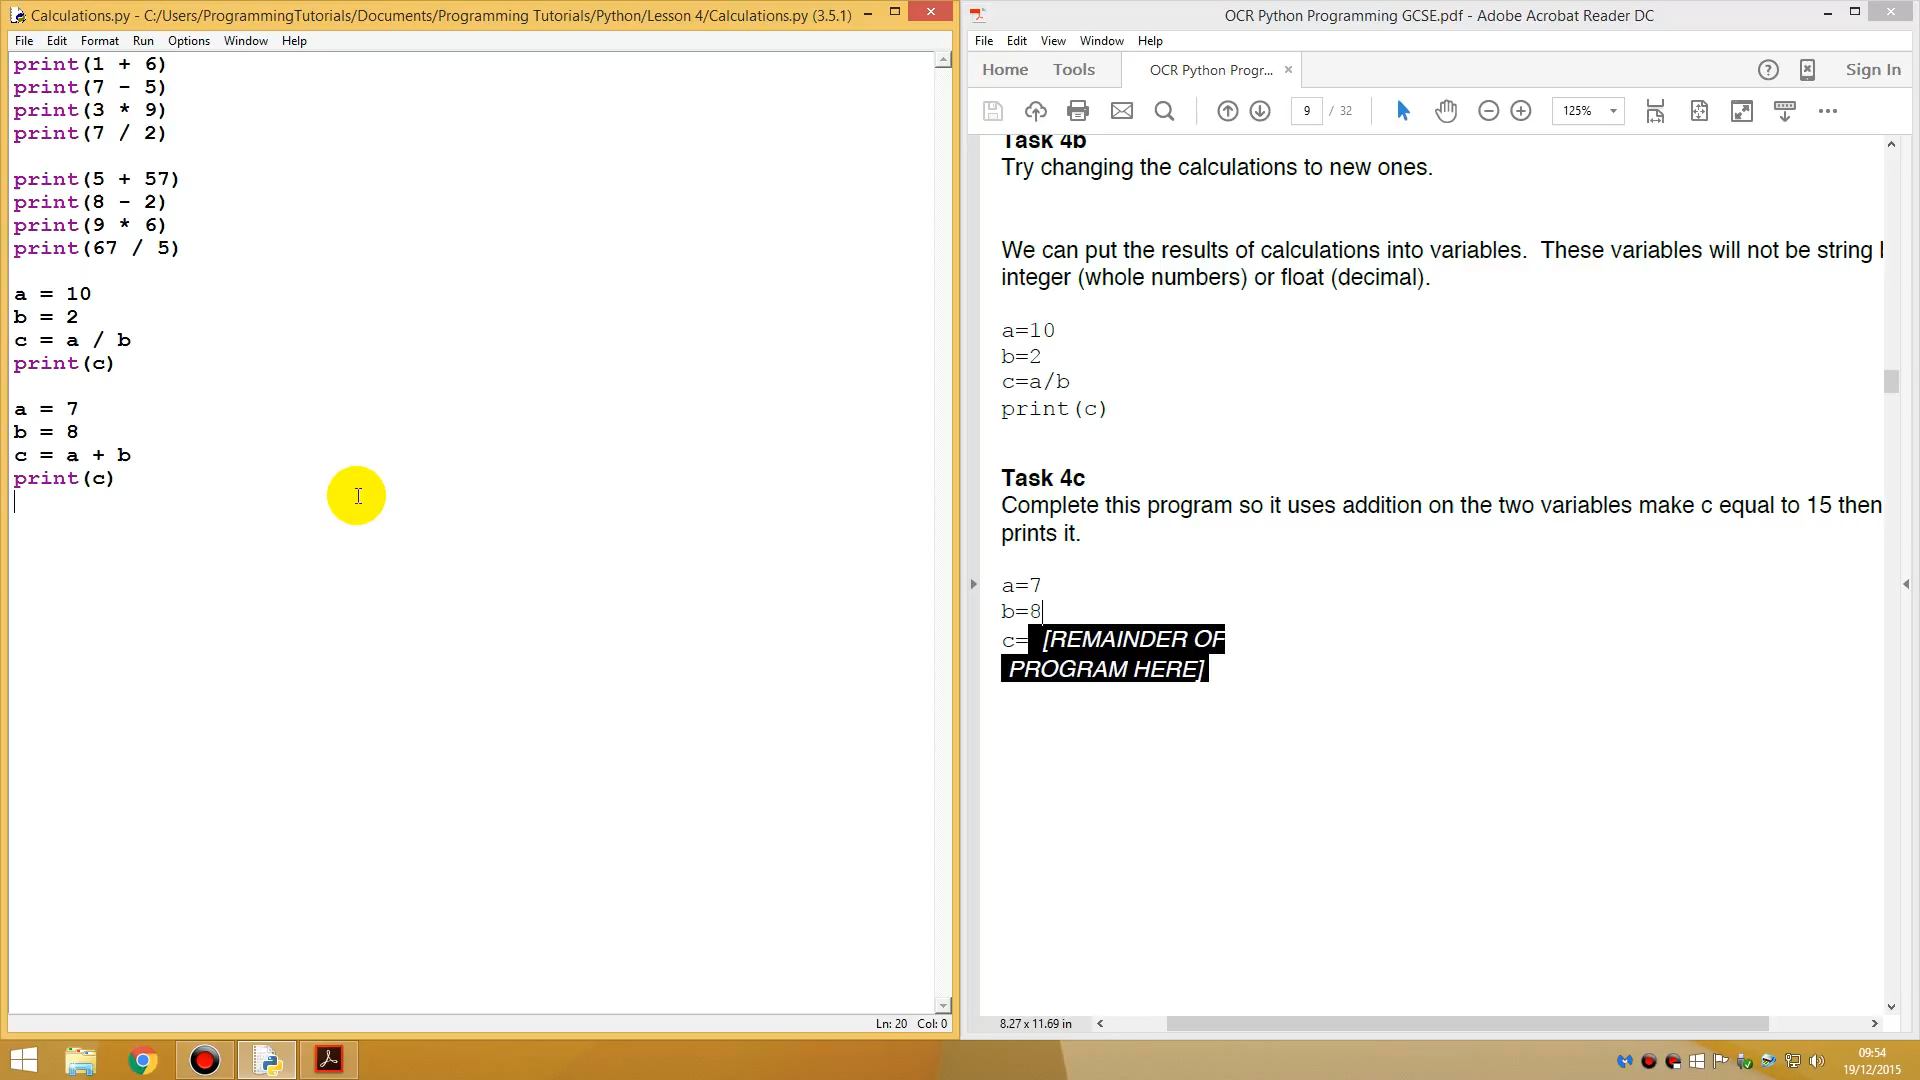 Calculations.py - C:/Users/ProgrammingTutorials/Documents/Programming Tutorials/Python/Lesson 4/Calculations.py (3.5.1)
File Edit Format Run Options Window Help
print(1 + 6)
print(7 - 5)
print(3 * 9)
print(7 / 2)
print(5 + 57)
print(8 - 2)
print(9 * 6)
print(67 / 5)
a = 10
b = 2
c = a / b
print(c)
a = 7
b = 8
c = a + b
print(c)
Ln: 20 Col: 0
OCR Python Programming GCSE.pdf - Adobe Acrobat Reader DC
File Edit View Window Help
Home Tools OCR Python Progr... × Sign In
9 / 32 125%
Task 4b
Try changing the calculations to new ones.
We can put the results of calculations into variables. These variables will not be string
integer (whole numbers) or float (decimal).
a=10
b=2
c=a/b
print(c)
Task 4c
Complete this program so it uses addition on the two variables make c equal to 15 then
prints it.
a=7
b=8
c= [REMAINDER OF
PROGRAM HERE]
8.27 x 11.69 in
09:54
19/12/2015